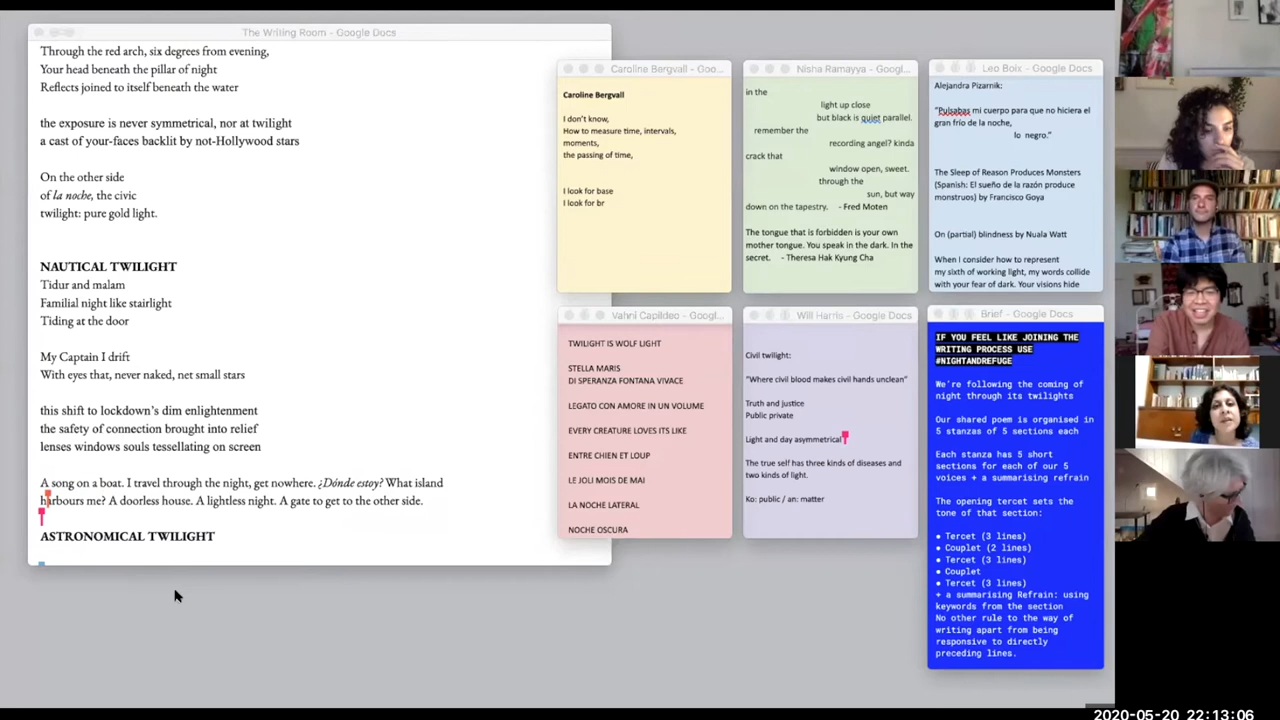 The Writing Room - Google Docs
Through the red arch, six degrees from evening,
Your head beneath the pillar of night
Reflects joined to itself beneath the water
the exposure is never symmetrical, nor at twilight
a cast of your-faces backlit by not-Hollywood stars
On the other side
of la noche, the civic
twilight: pure gold light.
NAUTICAL TWILIGHT
Tidur and malam
Familial night like stairlight
Tiding at the door
My Captain I drift
With eyes that, never naked, net small stars
this shift to lockdown’s dim enlightenment
the safety of connection brought into relief
lenses windows souls tessellating on screen
A song on a boat. I travel through the night, get nowhere. ¿Dónde estoy? What island
harbours me? A doorless house. A lightless night. A gate to get to the other side.
ASTRONOMICAL TWILIGHT
Caroline Bergvall - Goo...
Caroline Bergvall
I don’t know,
How to measure time, intervals,
moments,
the passing of time,
I look for base
I look for br
Nisha Ramayya - Googl...
in the
light up close
but black is quiet parallel.
remember the
recording angel? kinda
crack that
window open, sweet.
through the
sun, but way
down on the tapestry. - Fred Moten
The tongue that is forbidden is your own
mother tongue. You speak in the dark. In the
secret. - Theresa Hak Kyung Cha
Leo Boix - Google Docs
Alejandra Pizarnik:
“Pulsabas mi cuerpo para que no hiciera el
gran frío de la noche,
lo negro.”
The Sleep of Reason Produces Monsters
(Spanish: El sueño de la razón produce
monstruos) by Francisco Goya
On (partial) blindness by Nuala Watt
When I consider how to represent
my sixth of working light, my words collide
with your fear of dark. Your visions hide
Vahni Capildeo - Googl...
TWILIGHT IS WOLF LIGHT
STELLA MARIS
DI SPERANZA FONTANA VIVACE
LEGATO CON AMORE IN UN VOLUME
EVERY CREATURE LOVES ITS LIKE
ENTRE CHIEN ET LOUP
LE JOLI MOIS DE MAI
LA NOCHE LATERAL
NOCHE OSCURA
Will Harris - Google Docs
Civil twilight:
“Where civil blood makes civil hands unclean”
Truth and justice
Public private
Light and day asymmetrical
The true self has three kinds of diseases and
two kinds of light.
Ko: public / an: matter
Brief - Google Docs
IF YOU FEEL LIKE JOINING THE
WRITING PROCESS USE
#NIGHTANDREFUGE
We’re following the coming of
night through its twilights
Our shared poem is organised in
5 stanzas of 5 sections each
Each stanza has 5 short
sections for each of our 5
voices + a summarising refrain
The opening tercet sets the
tone of that section:
● Tercet (3 lines)
● Couplet (2 lines)
● Tercet (3 lines)
● Couplet
● Tercet (3 lines)
+ a summarising Refrain: using
keywords from the section
No other rule to the way of
writing apart from being
responsive to directly
preceding lines.
2020-05-20 22:13:06